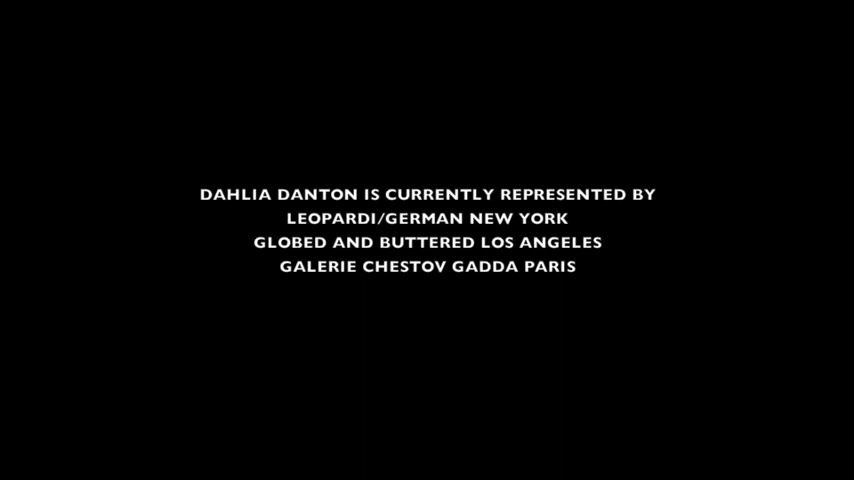 DAHLIA DANTON IS CURRENTLY REPRESENTED BY
LEOPARDI/GERMAN NEW YORK
GLOBED AND BUTTERED LOS ANGELES
GALERIE CHESTOV GADDA PARIS